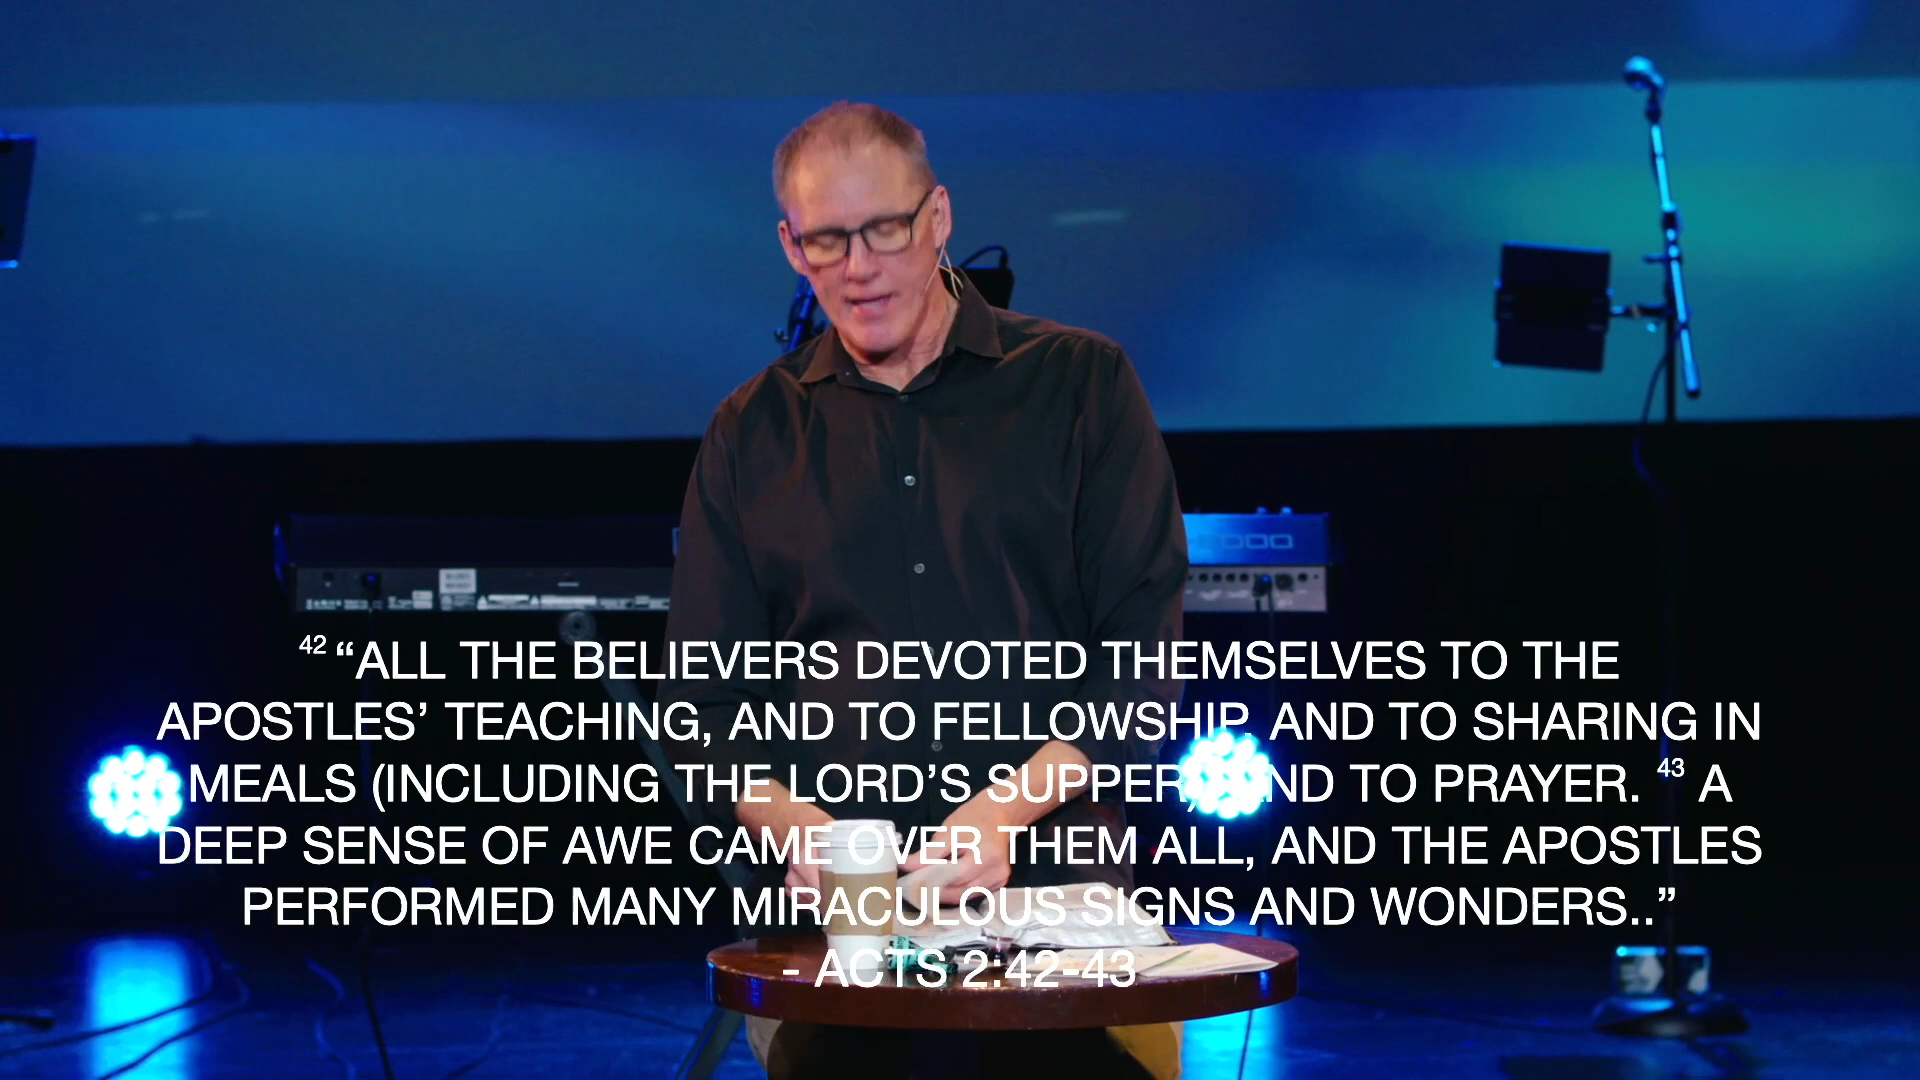 42 “ALL THE BELIEVERS DEVOTED THEMSELVES TO THE
APOSTLES’ TEACHING, AND TO FELLOWSHIP, AND TO SHARING IN
MEALS (INCLUDING THE LORD’S SUPPER), AND TO PRAYER. 43 A
DEEP SENSE OF AWE CAME OVER THEM ALL, AND THE APOSTLES
PERFORMED MANY MIRACULOUS SIGNS AND WONDERS..”
- ACTS 2:42-43